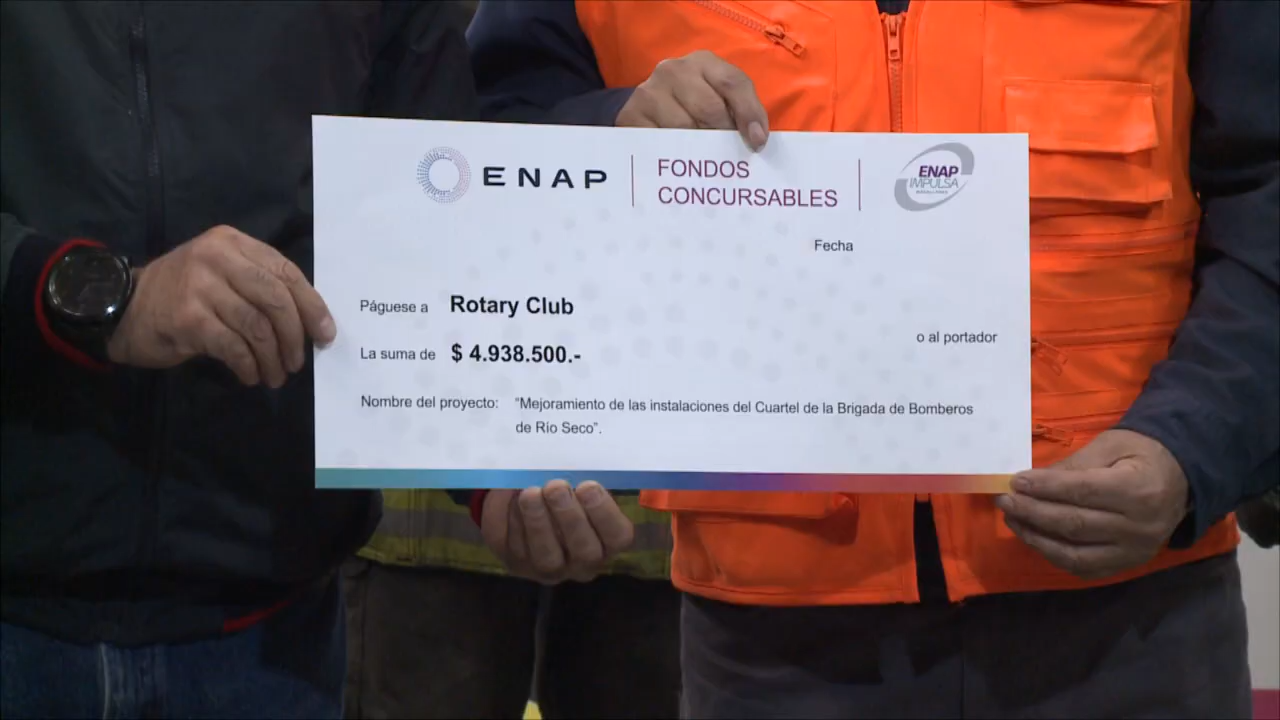 ENAP
FONDOS
CONCURSABLES
ENAP
IMPULSA
Fecha
Páguese a Rotary Club
o al portador
La suma de $ 4.938.500.-
Nombre del proyecto: "Mejoramiento de las instalaciones del Cuartel de la Brigada de Bomberos
de Río Seco".